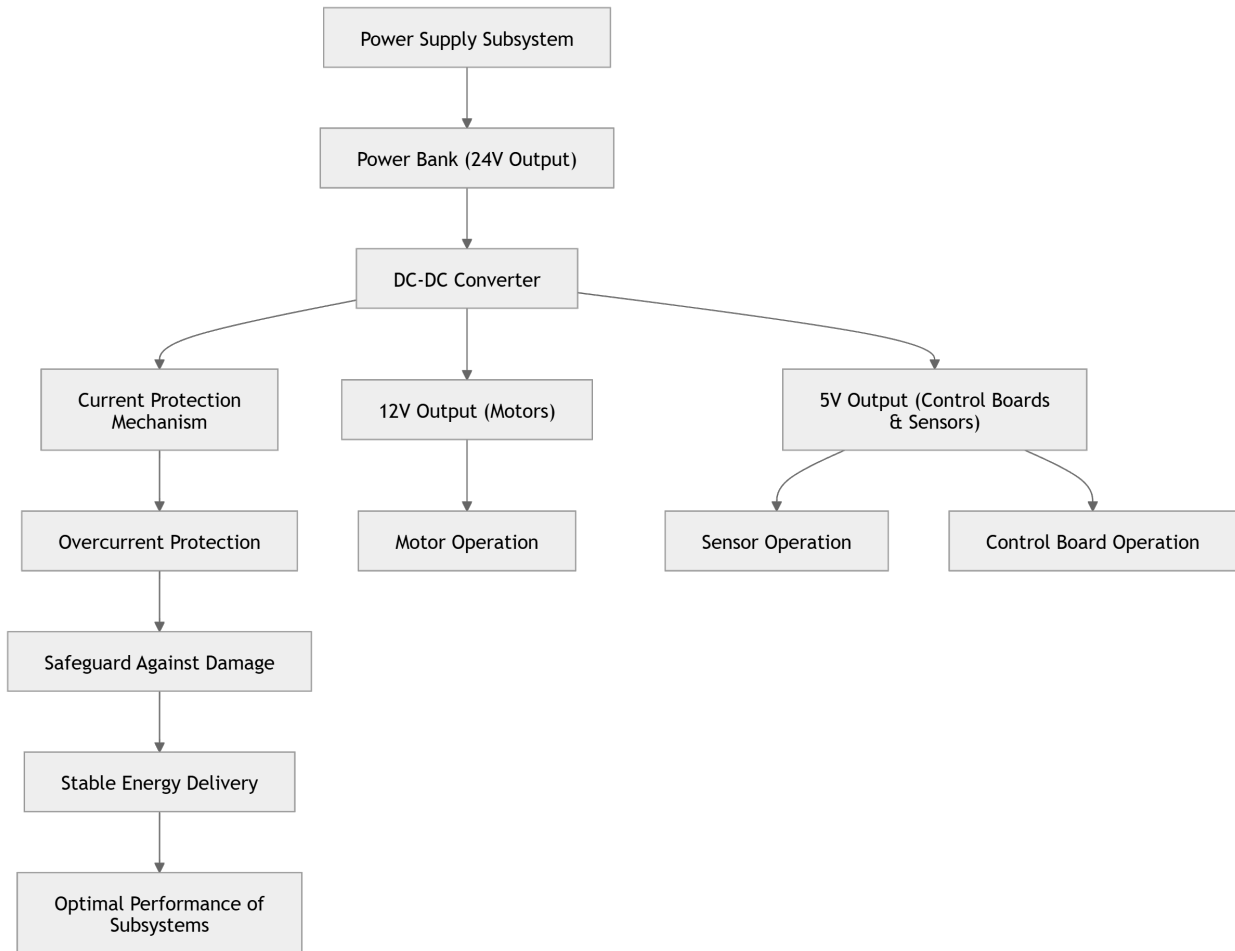 Power Supply Subsystem
Power Bank (24V Output)
DC-DC Converter
Current Protection
Mechanism
12V Output (Motors)
5V Output (Control Boards
& Sensors)
Overcurrent Protection
Motor Operation
Sensor Operation
Control Board Operation
Safeguard Against Damage
Stable Energy Delivery
Optimal Performance of
Subsystems